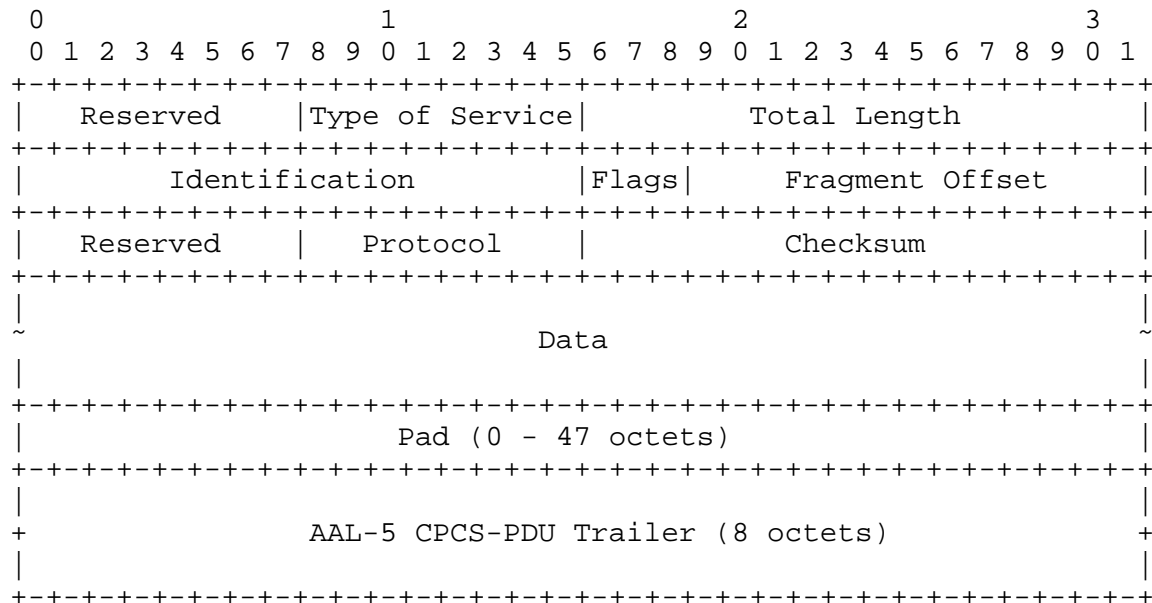 0                   1                   2                   3
 0 1 2 3 4 5 6 7 8 9 0 1 2 3 4 5 6 7 8 9 0 1 2 3 4 5 6 7 8 9 0 1
+-+-+-+-+-+-+-+-+-+-+-+-+-+-+-+-+-+-+-+-+-+-+-+-+-+-+-+-+-+-+-+-+
|   Reserved    |Type of Service|         Total Length          |
+-+-+-+-+-+-+-+-+-+-+-+-+-+-+-+-+-+-+-+-+-+-+-+-+-+-+-+-+-+-+-+-+
|        Identification         |Flags|     Fragment Offset     |
+-+-+-+-+-+-+-+-+-+-+-+-+-+-+-+-+-+-+-+-+-+-+-+-+-+-+-+-+-+-+-+-+
|   Reserved    |   Protocol    |           Checksum            |
+-+-+-+-+-+-+-+-+-+-+-+-+-+-+-+-+-+-+-+-+-+-+-+-+-+-+-+-+-+-+-+-+
|                                                               |
~                             Data                              ~
|                                                               |
+-+-+-+-+-+-+-+-+-+-+-+-+-+-+-+-+-+-+-+-+-+-+-+-+-+-+-+-+-+-+-+-+
|                     Pad (0 - 47 octets)                       |
+-+-+-+-+-+-+-+-+-+-+-+-+-+-+-+-+-+-+-+-+-+-+-+-+-+-+-+-+-+-+-+-+
|                                                               |
+                AAL-5 CPCS-PDU Trailer (8 octets)              +
|                                                               |
+-+-+-+-+-+-+-+-+-+-+-+-+-+-+-+-+-+-+-+-+-+-+-+-+-+-+-+-+-+-+-+-+